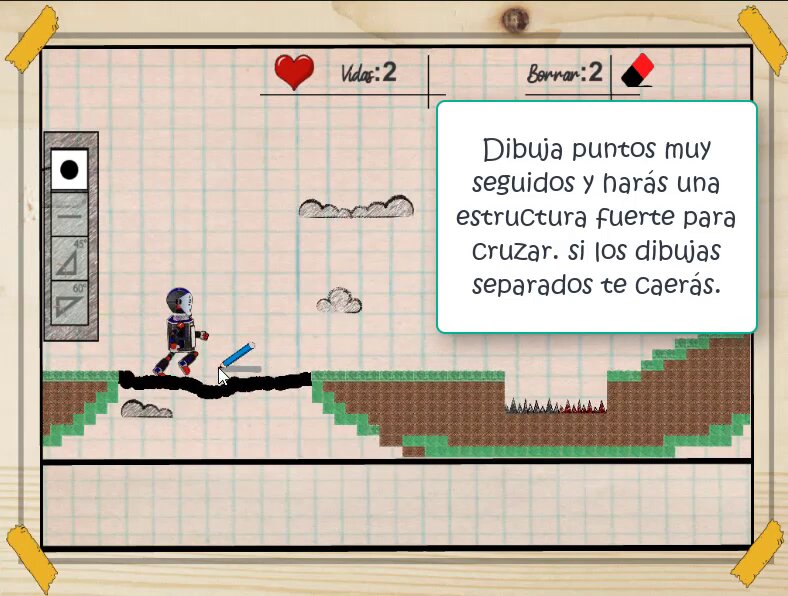 Vidas:2
Borrar:2
Dibuja puntos muy
seguidos y harás una
estructura fuerte para
cruzar. si los dibujas
separados te caerás.
45°
60°